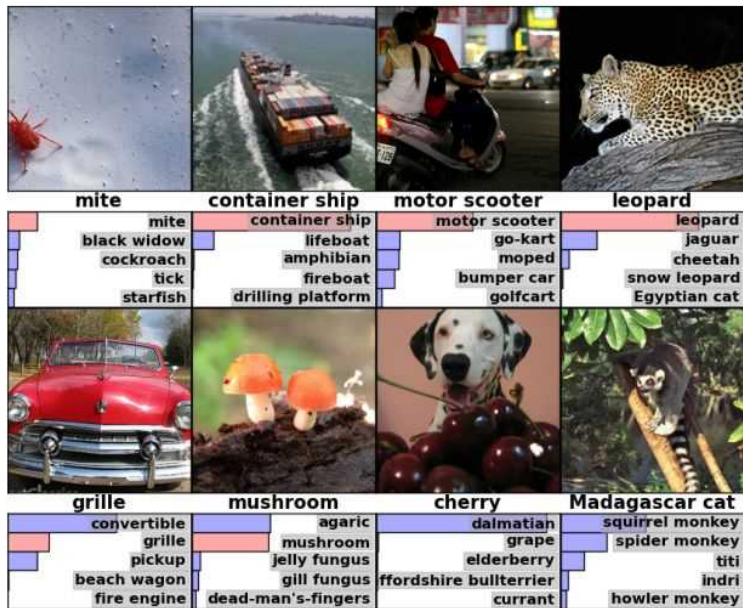 mite
container ship
motor scooter
leopard
mite
black widow
cockroach
tick
starfish
container ship
lifeboat
amphibian
fireboat
drilling platform
motor scooter
go-kart
moped
bumper car
golfcart
leopard
jaguar
cheetah
snow leopard
Egyptian cat
grille
mushroom
cherry
Madagascar cat
convertible
grille
pickup
beach wagon
fire engine
agaric
mushroom
jelly fungus
gill fungus
dead-man's-fingers
dalmatian
grape
elderberry
ffordshire bullterrier
currant
squirrel monkey
spider monkey
titi
indri
howler monkey